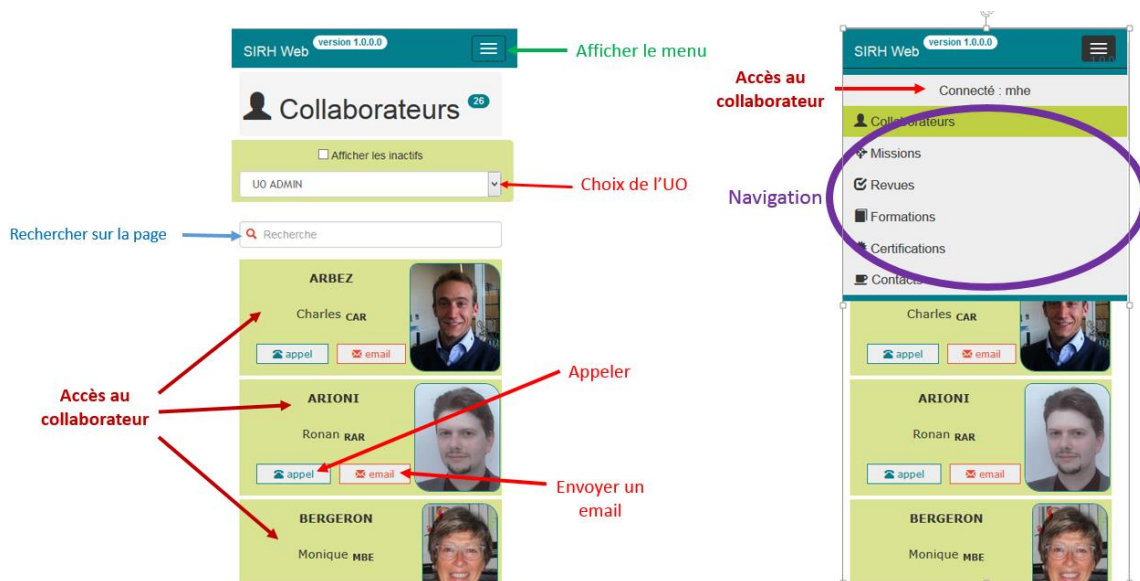 SIRH Web version 1.0.0.0
Afficher le menu
Collaborateurs 26
Afficher les inactifs
UO ADMIN
Choix de l'UO
Rechercher sur la page
Recherche
ARBEZ
Charles CAR
appel email
Accès au
collaborateur
Appeler
ARIONI
Ronan RAR
appel email
Envoyer un
email
BERGERON
Monique MBE
SIRH Web version 1.0.0.0
Accès au
collaborateur
Connecté : mhe
Collaborateurs
Missions
Navigation
Revues
Formations
Certifications
Contacts
Charles CAR
appel email
ARIONI
Ronan RAR
appel email
BERGERON
Monique MBE